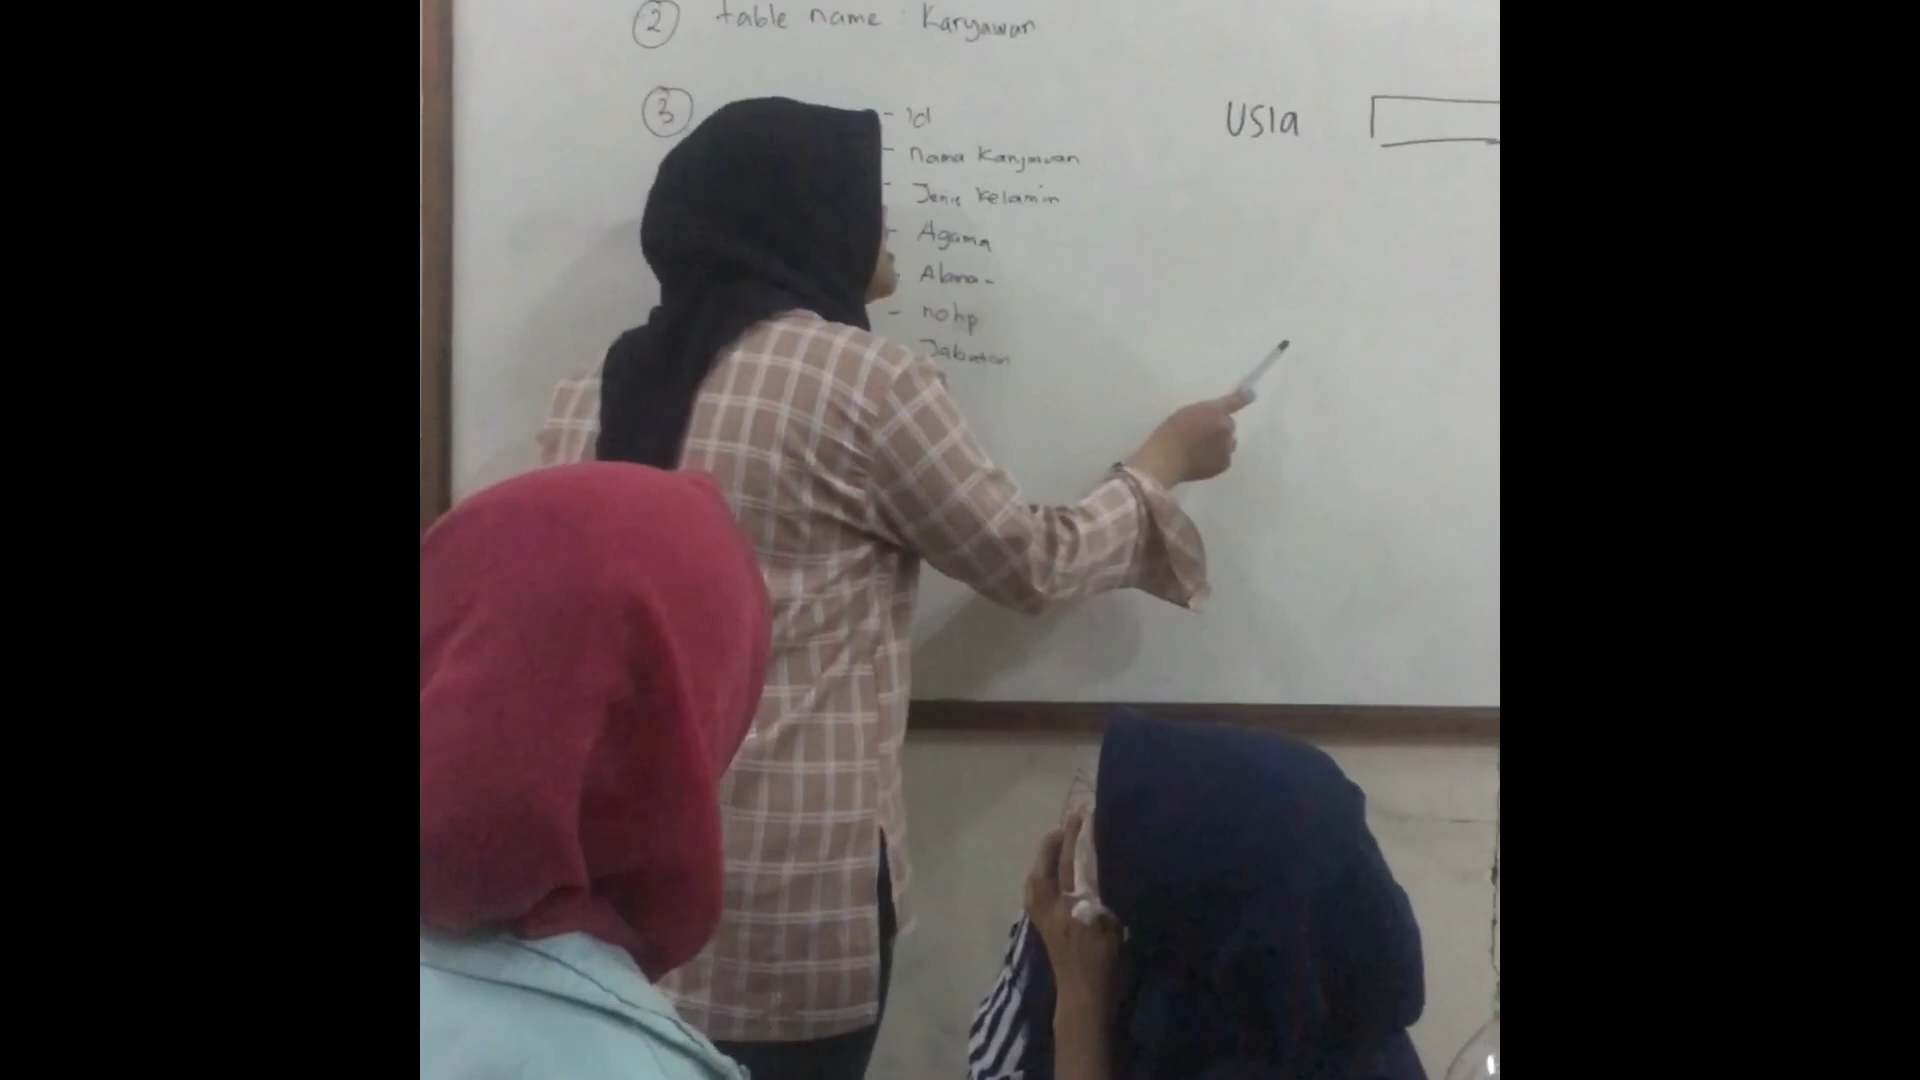 2 table name : Karyawan
3
- id
- nama Karyawan
- Jenis Kelamin
- Agama
- nohp
Jabatan
USIA